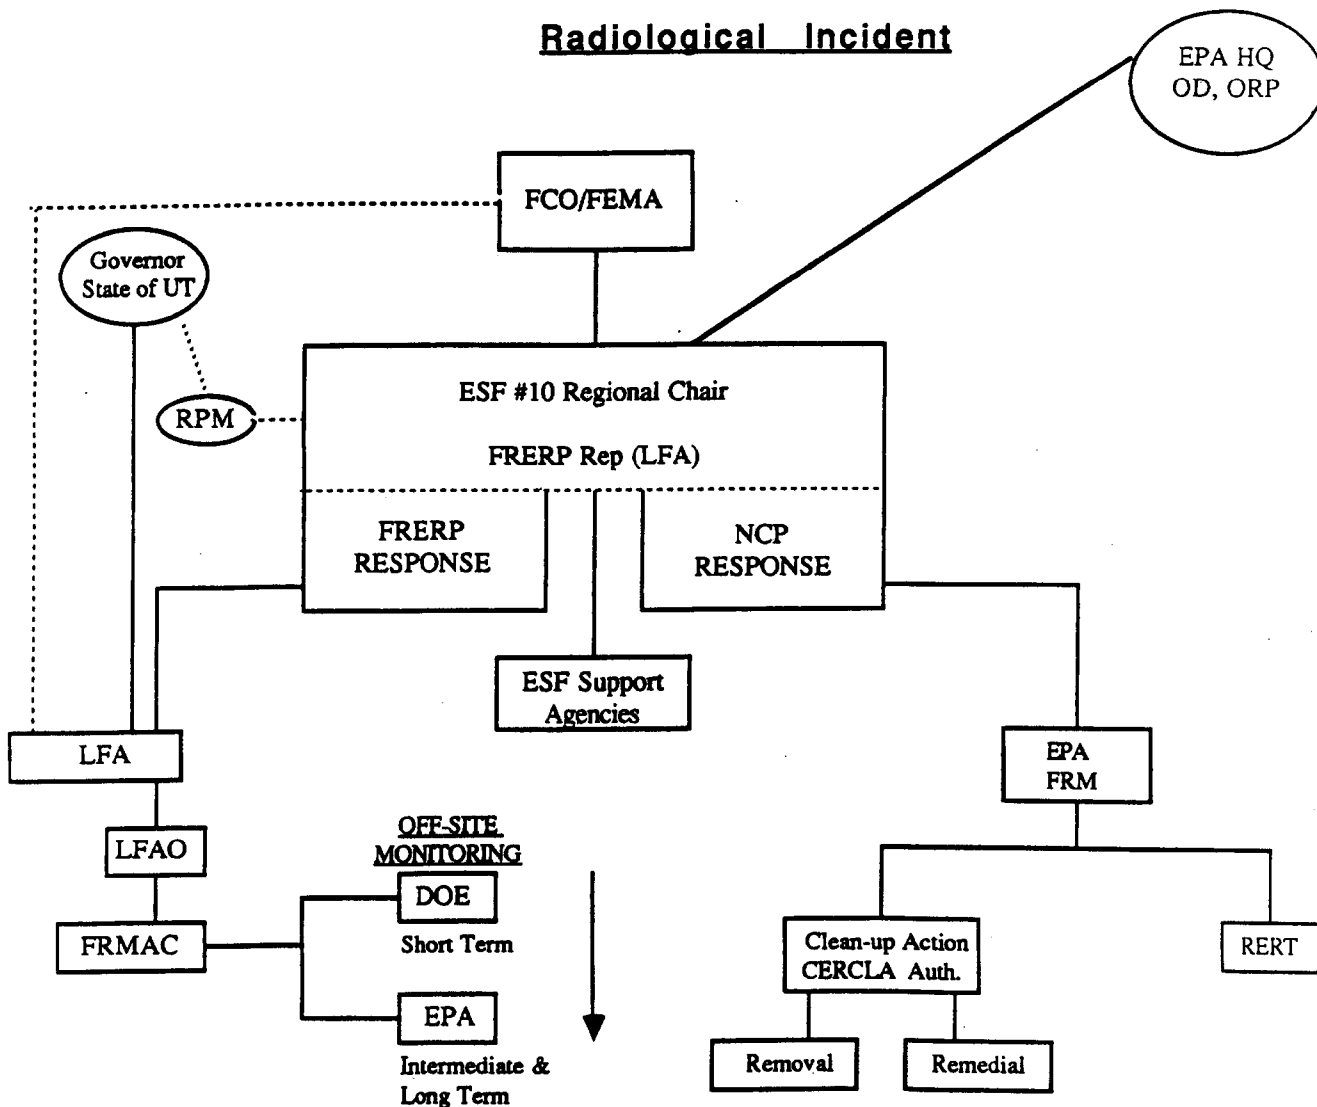 Radiological Incident
EPA HQ
OD, ORP
FCO/FEMA
Governor
State of UT
RPM
ESF #10 Regional Chair
FRERP Rep (LFA)
FRERP
RESPONSE
NCP
RESPONSE
ESF Support
Agencies
LFA
EPA
FRM
LFAO
OFF-SITE
MONITORING
DOE
Short Term
FRMAC
EPA
Intermediate &
Long Term
Clean-up Action
CERCLA Auth.
RERT
Removal
Remedial